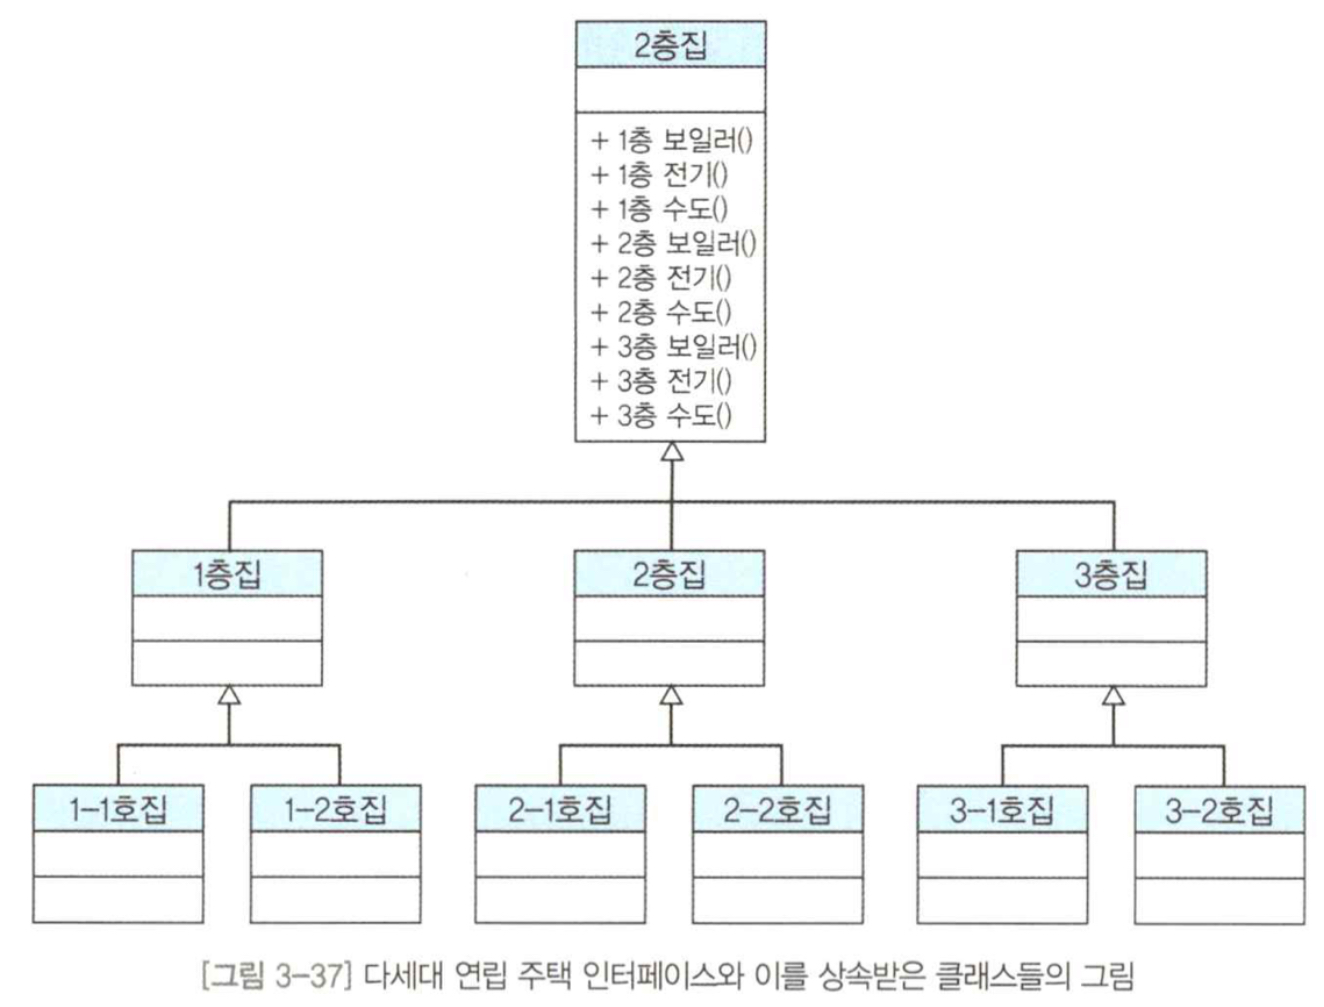 2층집
+ 1층 보일러()
+ 1층 전기()
+ 1층 수도()
+ 2층 보일러()
+ 2층 전기()
+ 2층 수도()
+ 3층 보일러()
+ 3층 전기()
+ 3층 수도()
1층집
2층집
3층집
1-1호집
1-2호집
2-1호집
2-2호집
3-1호집
3-2호집
[그림 3-37] 다세대 연립 주택 인터페이스와 이를 상속받은 클래스들의 그림